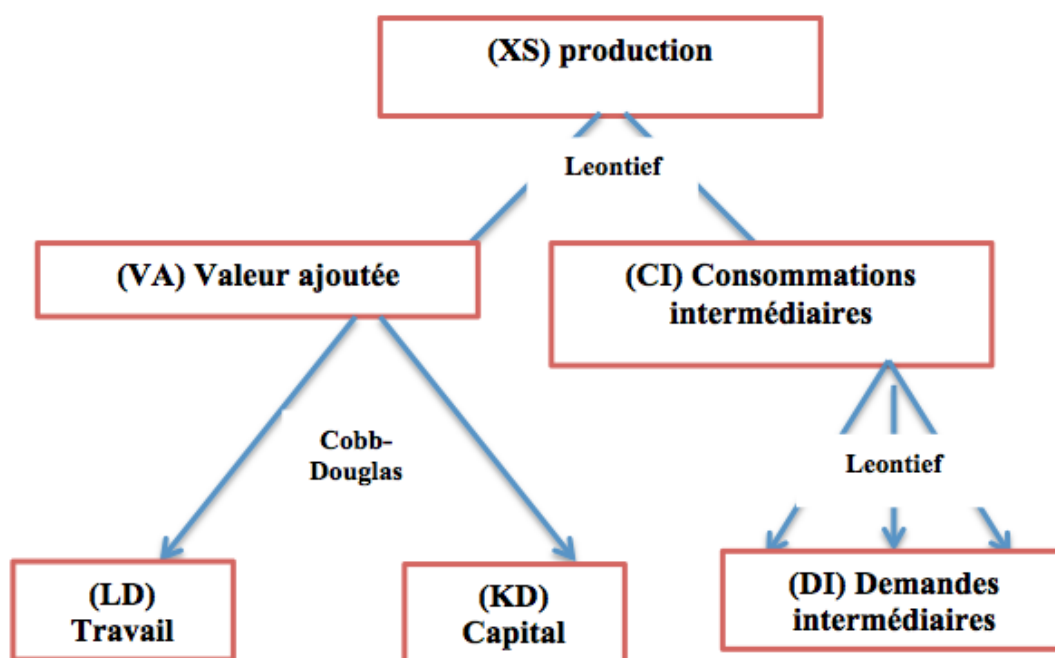 (XS) production
Leontief
(VA) Valeur ajoutée
(CI) Consommations
intermédiaires
Cobb-
Douglas
Leontief
(LD)
Travail
(KD)
Capital
(DI) Demandes
intermédiaires